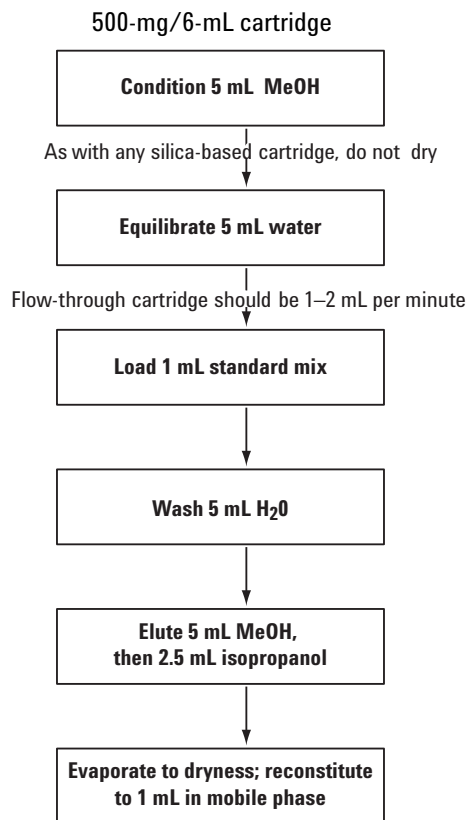 500-mg/6-mL cartridge
Condition 5 mL MeOH
As with any silica-based cartridge, do not dry
Equilibrate 5 mL water
Flow-through cartridge should be 1–2 mL per minute
Load 1 mL standard mix
Wash 5 mL H₂0
Elute 5 mL MeOH,
then 2.5 mL isopropanol
Evaporate to dryness; reconstitute
to 1 mL in mobile phase